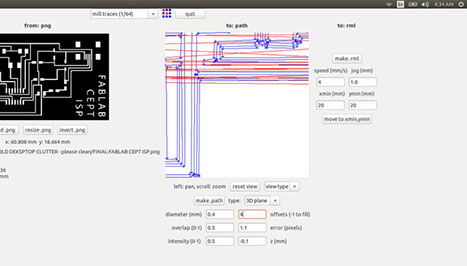 En 4:34 AM
mill traces (1/64) quit
from: png to: path to: rml
FABLAB
CEPT
ISP
make .rml
speed (mm/s) jog (mm)
4 1.0
xmin (mm) ymin (mm)
20 20
move to xmin,ymin
d .png resize .png invert .png
x: 60.808 mm y: 18.664 mm
OLD DEKSPTOP CLUTTER - please clean/FINAL-FABLAB CEPT ISP.png
36
mm
left: pan, scroll: zoom reset view view type
make .path type: 3D plane
diameter (mm) 0.4 4 offsets (-1 to fill)
overlap (0-1) 0.5 1.1 error (pixels)
intensity (0-1) 0.5 -0.1 z (mm)